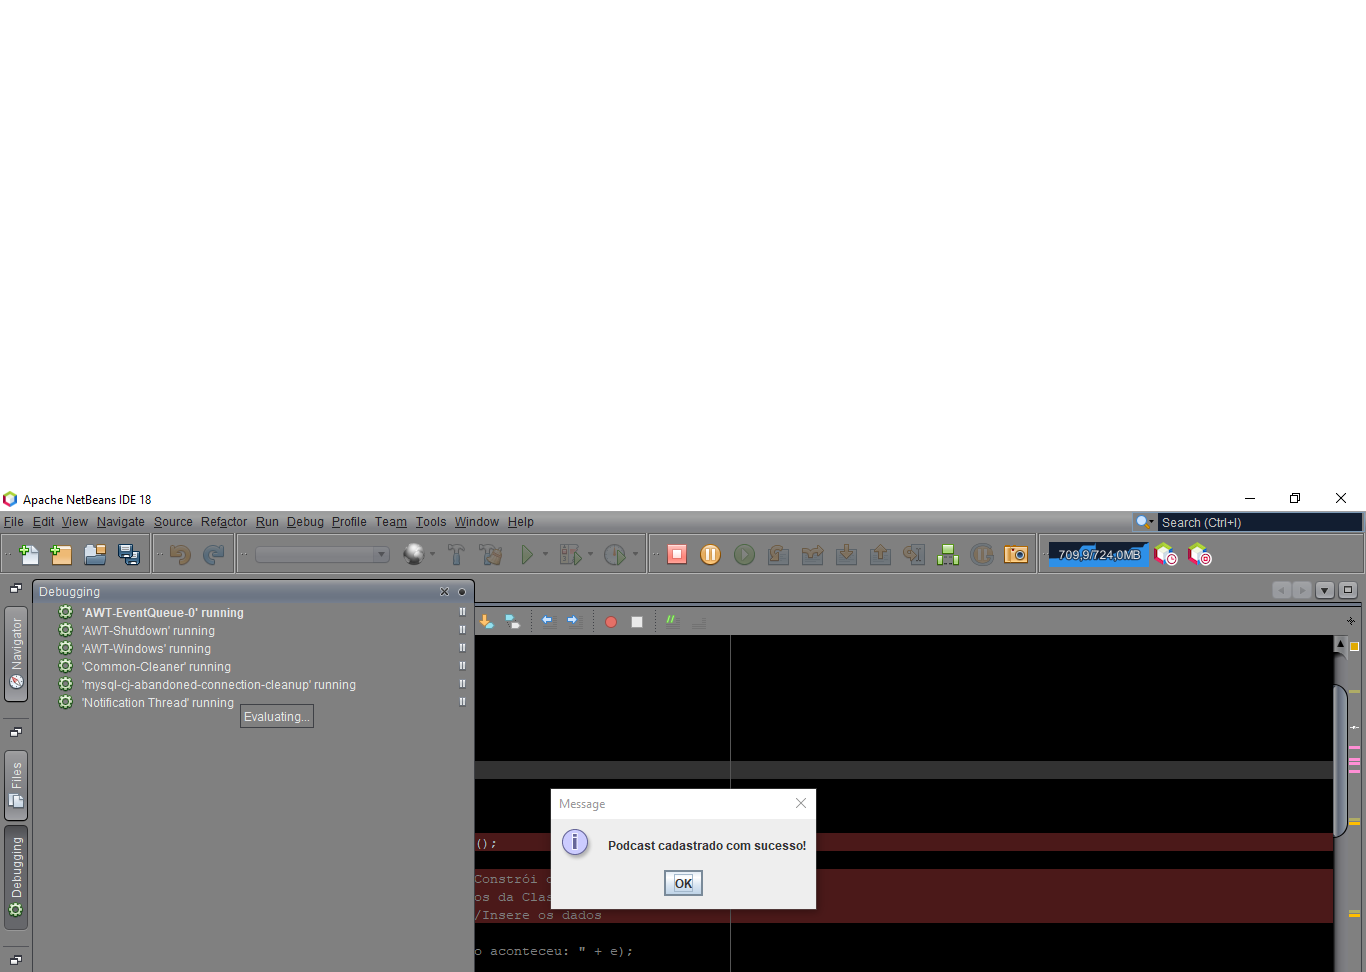 Apache NetBeans IDE 18
File Edit View Navigate Source Refactor Run Debug Profile Team Tools Window Help
Search (Ctrl+I)
709,9/724,0MB
Navigator
Files
Debugging
Debugging
'AWT-EventQueue-0' running
'AWT-Shutdown' running
'AWT-Windows' running
'Common-Cleaner' running
'mysql-cj-abandoned-connection-cleanup' running
'Notification Thread' running
Evaluating...
Message
Podcast cadastrado com sucesso!
OK
();
Constrói
os da Clas
/Insere os dados
o aconteceu: " + e);